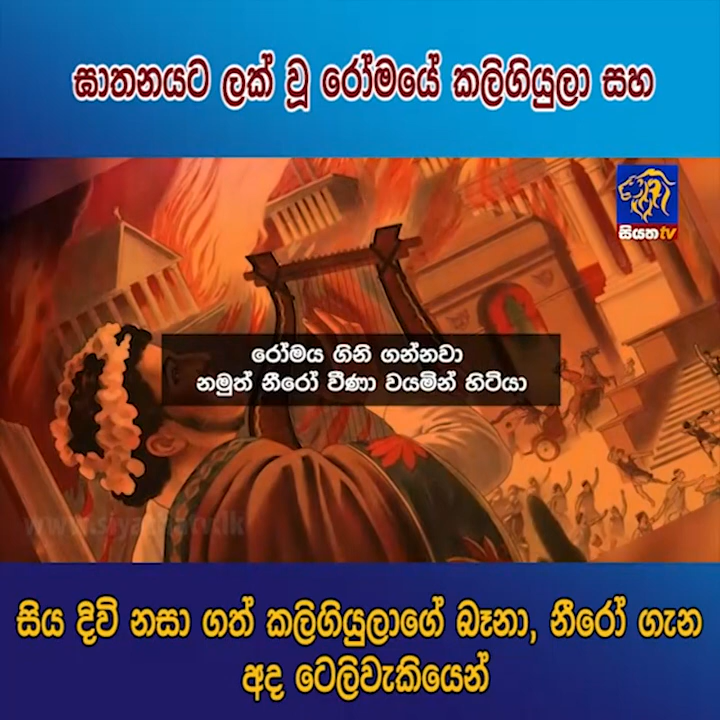 ඝාතනයට ලක් වූ රෝමයේ කලිගියුලා සහ
සියත tv
රෝමය ගිනි ගන්නවා
නමුත් නීරෝ වීණා වයමින් හිටියා
සිය දිවි නසා ගත් කලිගියුලාගේ බෑනා, නීරෝ ගැන
අද ටෙලිවැකියෙන්